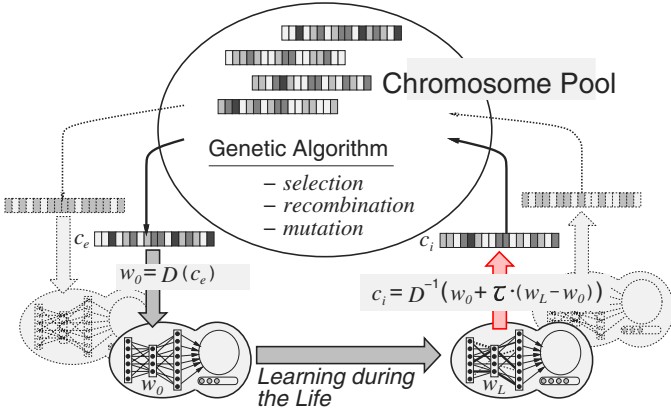 Chromosome Pool
Genetic Algorithm
– selection
– recombination
– mutation
c_e
c_i
w_0 = D (c_e)
c_i = D^{-1}(w_0 + τ·(w_L – w_0))
w_0
w_L
Learning during
the Life